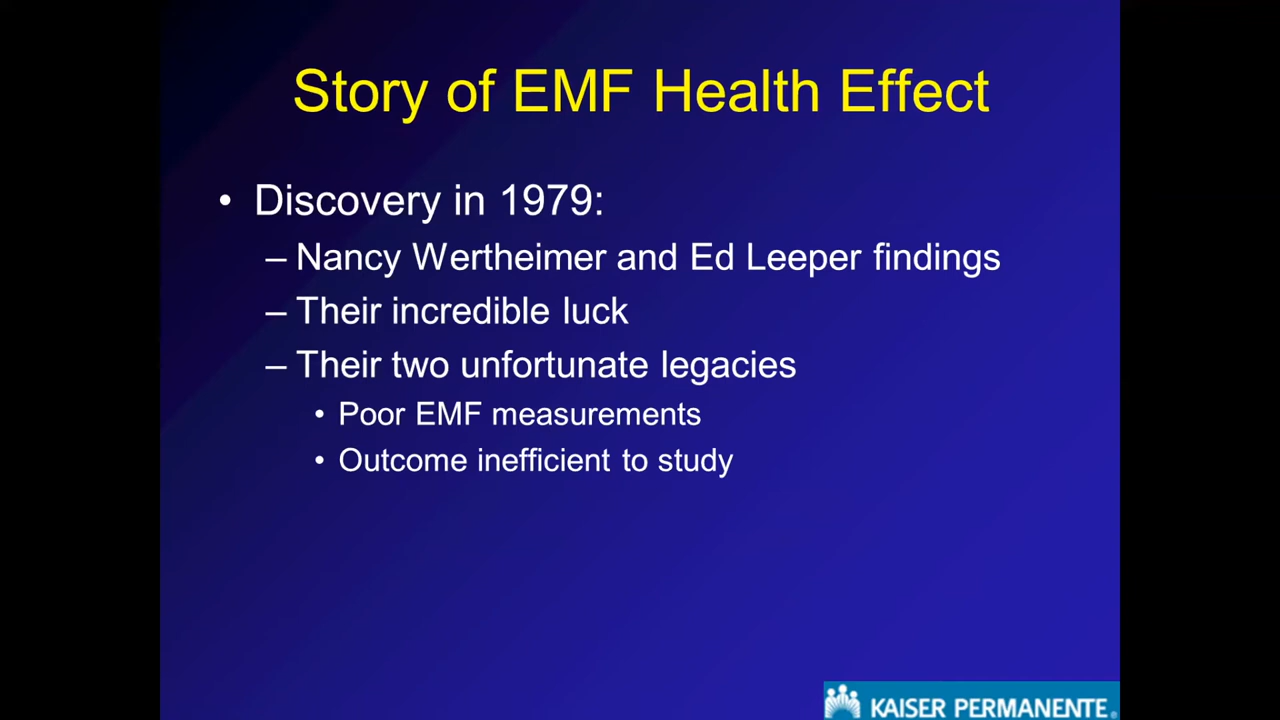 Story of EMF Health Effect
• Discovery in 1979:
– Nancy Wertheimer and Ed Leeper findings
– Their incredible luck
– Their two unfortunate legacies
• Poor EMF measurements
• Outcome inefficient to study
KAISER PERMANENTE®